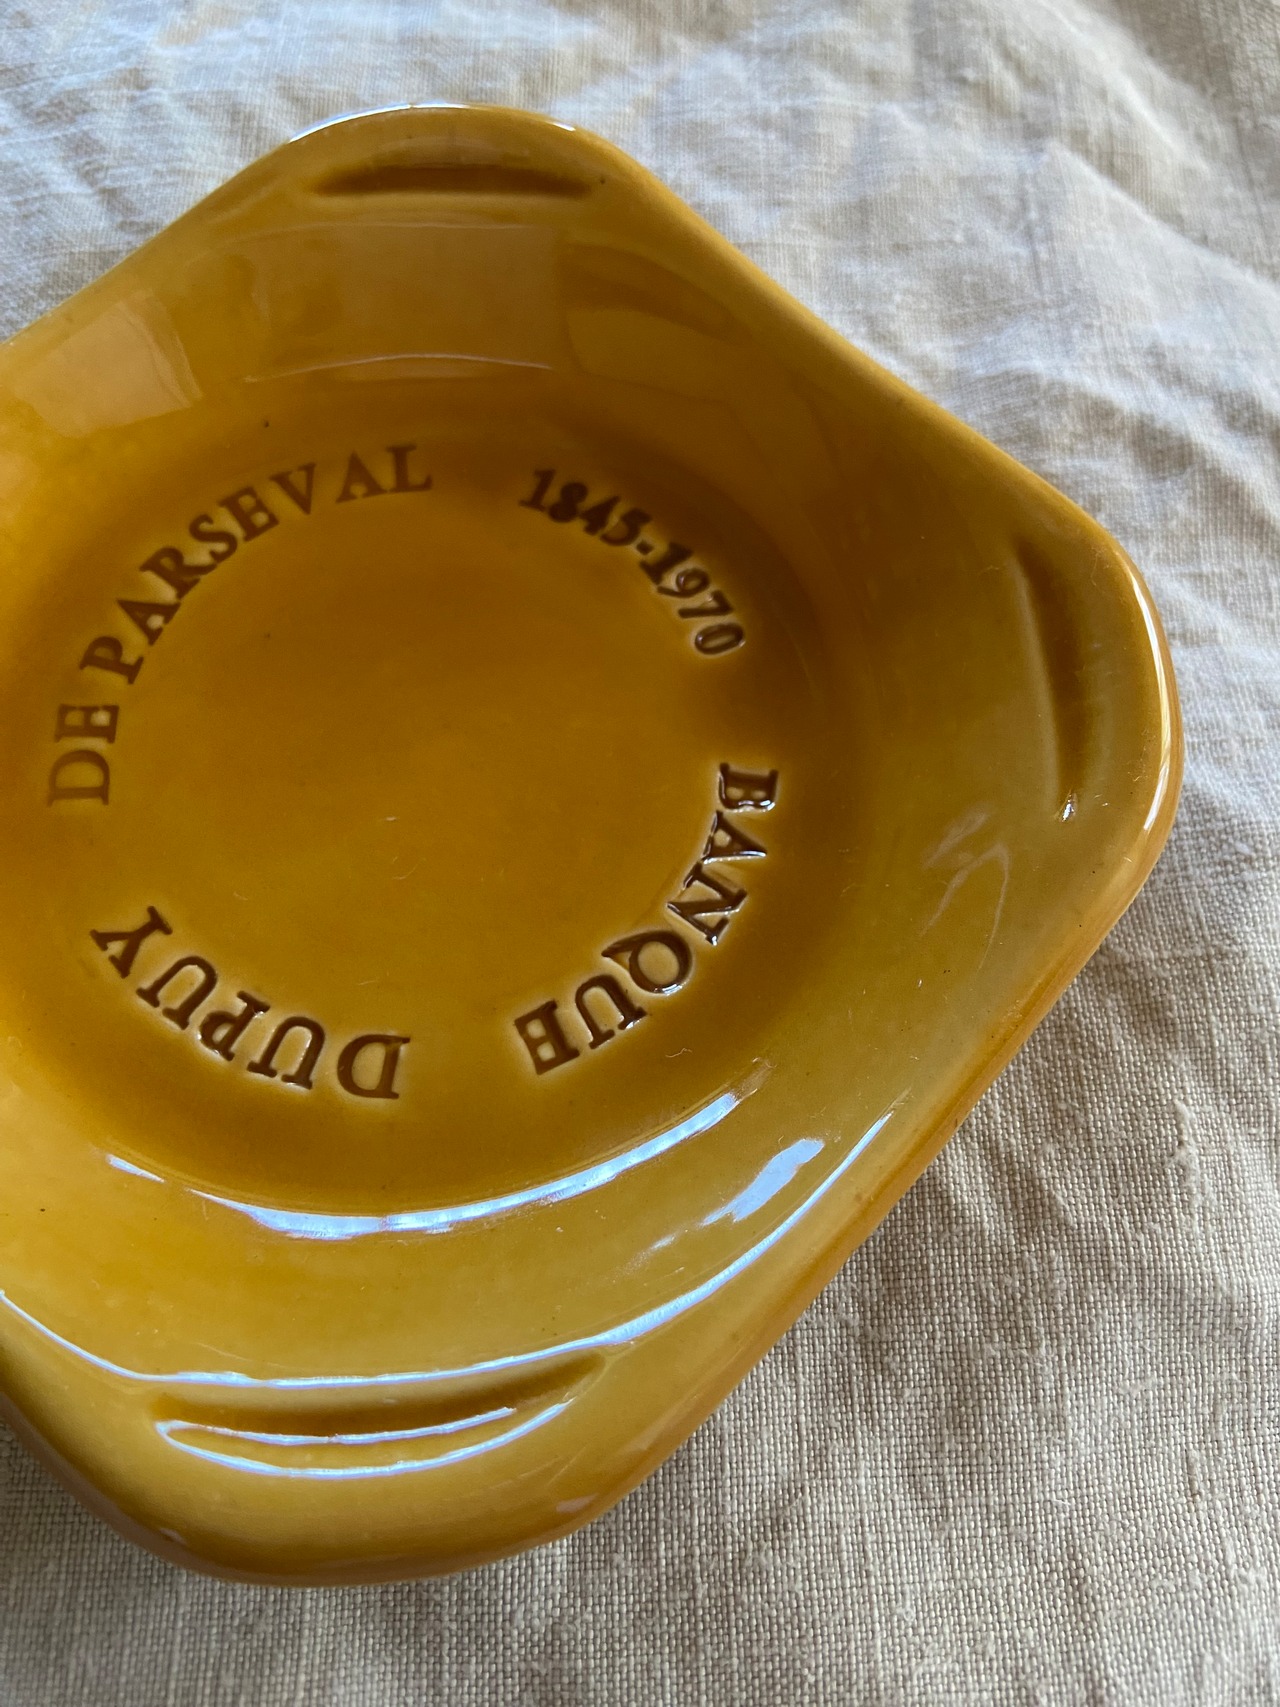 BANQUE
DUPUY
DE PARSEVAL
1845-1970